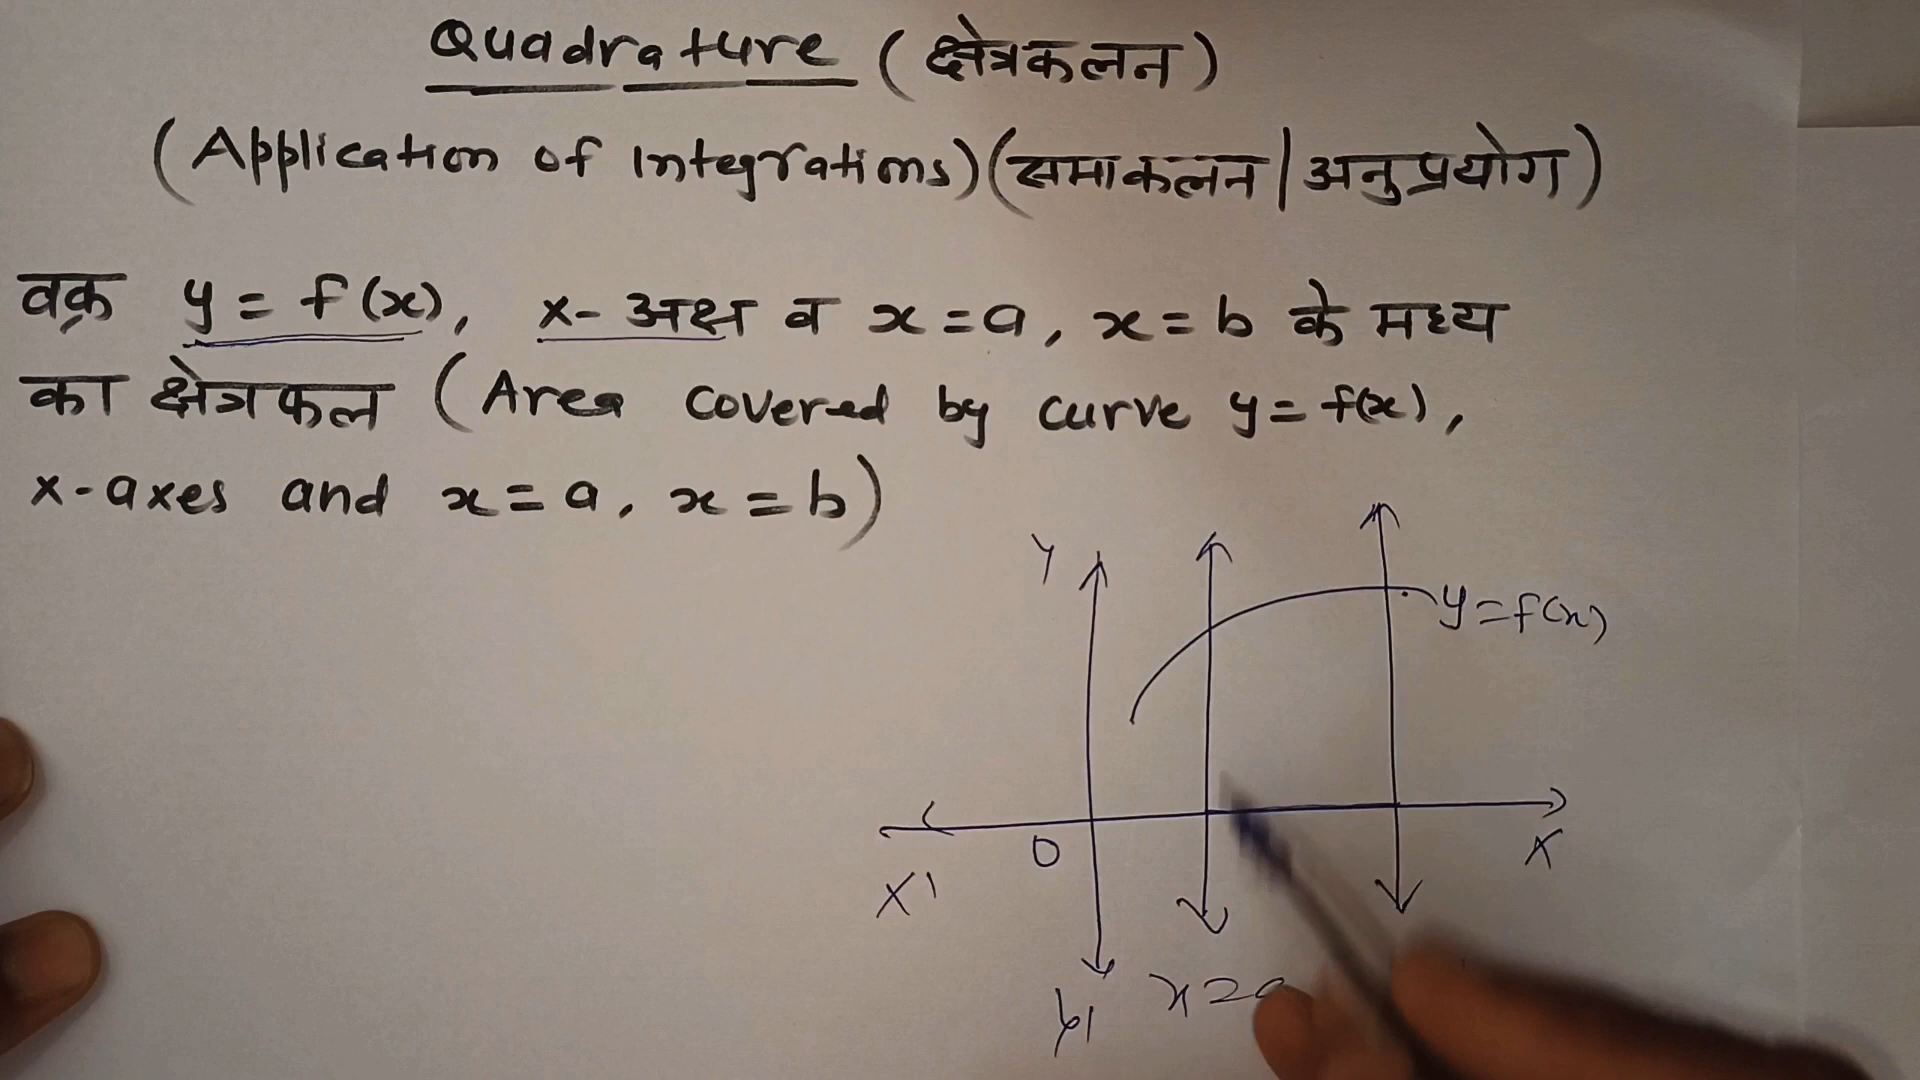 Quadrature (क्षेत्रकलन)
(Application of Integrations) (समाकलन | अनुप्रयोग)
वक्र y = f(x), x-अक्ष व x = a, x = b के मध्य
का क्षेत्रफल (Area covered by curve y = f(x),
x-axes and x = a, x = b)
Y
y = f(x)
O
X
X'
Y'
x = a